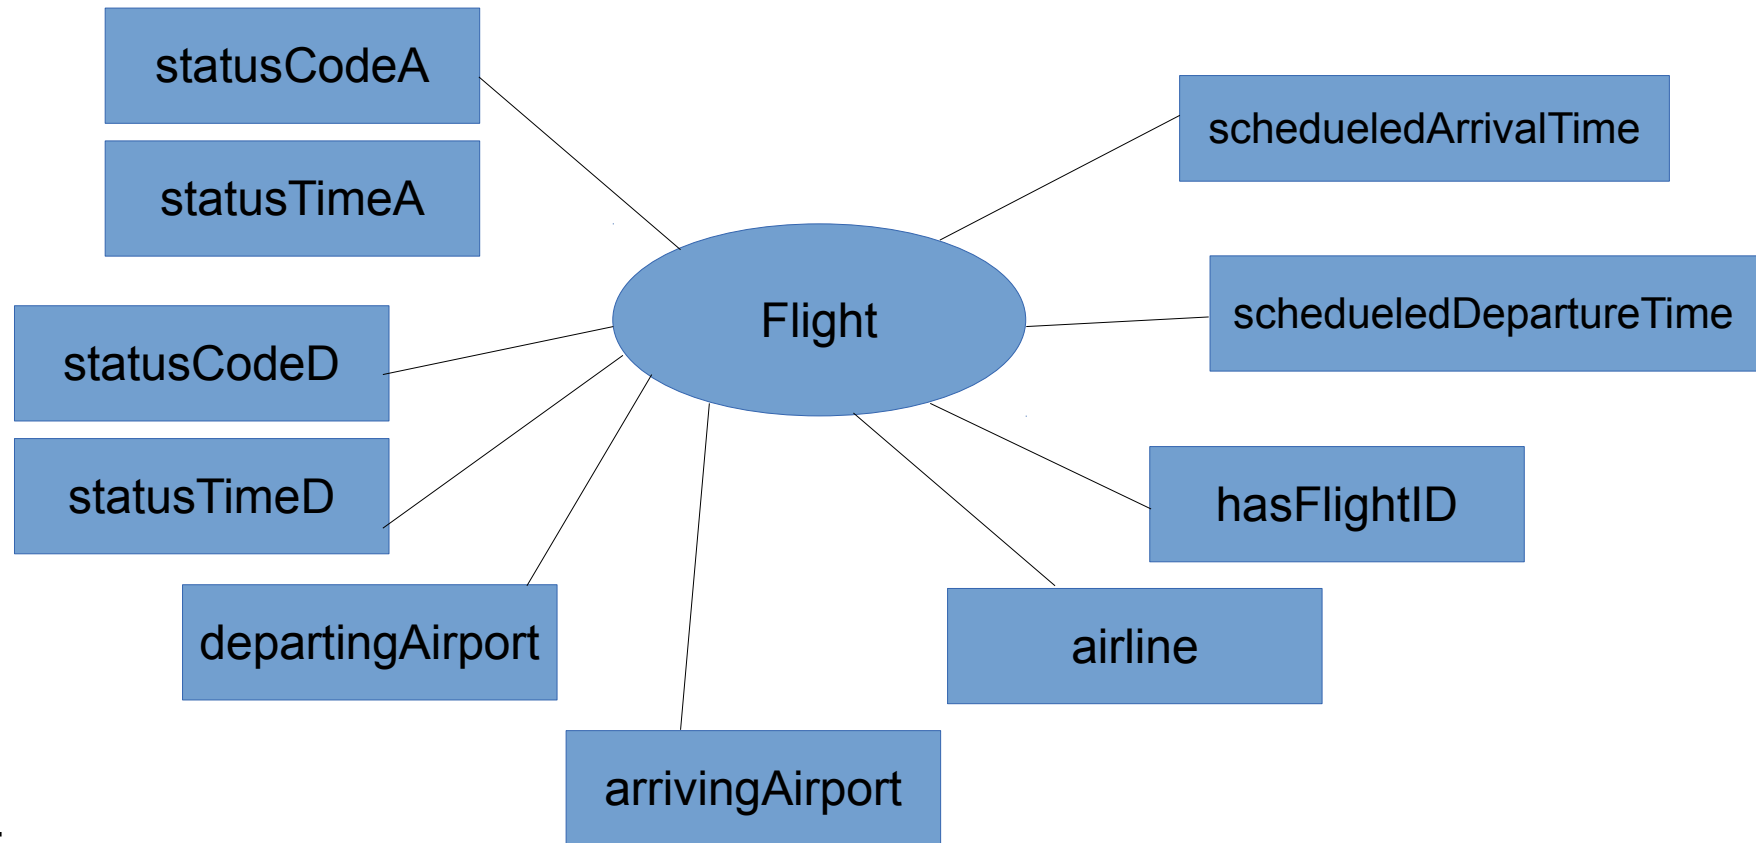 statusCodeA
schedueledArrivalTime
statusTimeA
Flight
schedueledDepartureTime
statusCodeD
statusTimeD
hasFlightID
departingAirport
airline
arrivingAirport